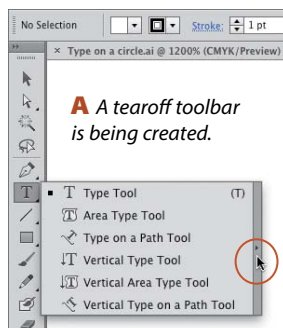 No Selection Stroke: 1 pt
× Type on a circle.ai @ 1200% (CMYK/Preview)
A A tearoff toolbar
is being created.
T Type Tool (T)
Area Type Tool
Type on a Path Tool
Vertical Type Tool
Vertical Area Type Tool
Vertical Type on a Path Tool